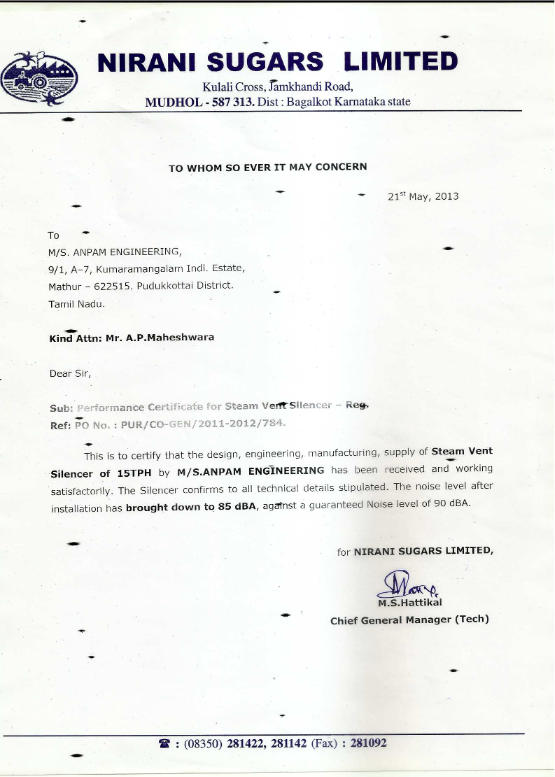 NIRANI SUGARS LIMITED
Kulali Cross, Jamkhandi Road,
MUDHOL - 587 313. Dist : Bagalkot Karnataka state
TO WHOM SO EVER IT MAY CONCERN
21st May, 2013
To
M/S. ANPAM ENGINEERING,
9/1, A–7, Kumaramangalam Indl. Estate,
Mathur – 622515. Pudukkottai District.
Tamil Nadu.
Kind Attn: Mr. A.P.Maheshwara
Dear Sir,
Sub: Performance Certificate for Steam Vent Silencer – Reg.
Ref: PO No. : PUR/CO-GEN/2011-2012/784.
This is to certify that the design, engineering, manufacturing, supply of Steam Vent
Silencer of 15TPH by M/S.ANPAM ENGINEERING has been received and working
satisfactorily. The Silencer confirms to all technical details stipulated. The noise level after
installation has brought down to 85 dBA, against a guaranteed Noise level of 90 dBA.
for NIRANI SUGARS LIMITED,
M.S.Hattikal
Chief General Manager (Tech)
☎ : (08350) 281422, 281142 (Fax) : 281092